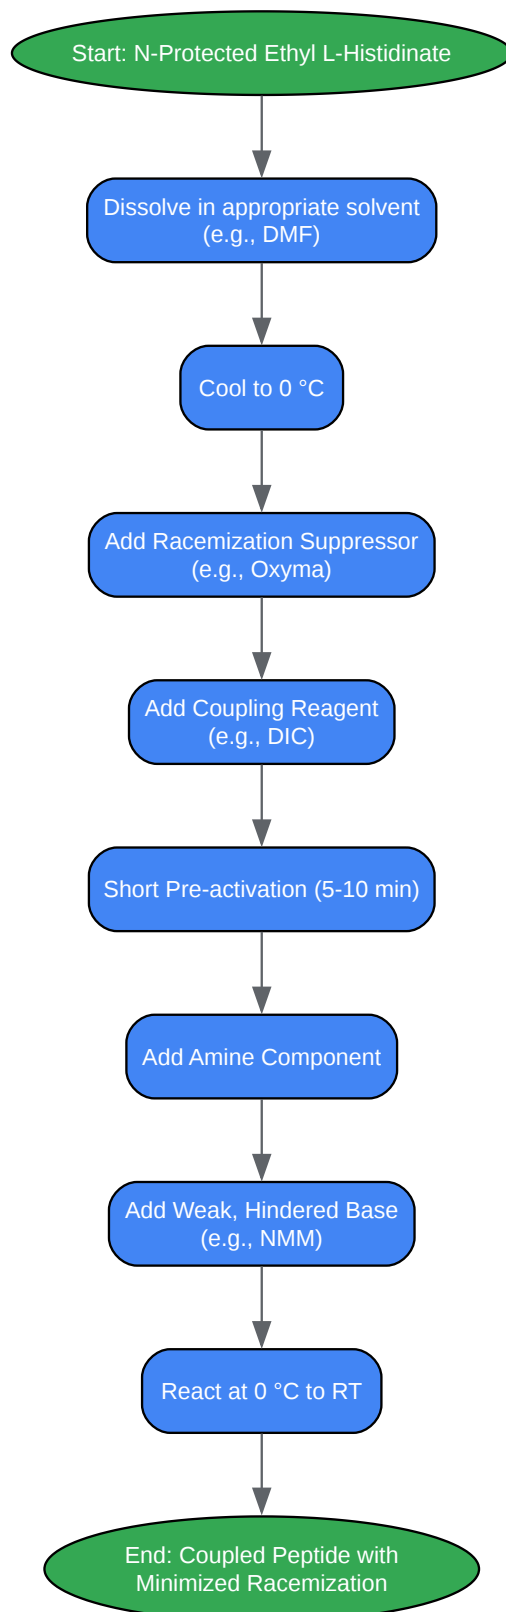 Start: N-Protected Ethyl L-Histidinate
Dissolve in appropriate solvent
(e.g., DMF)
Cool to 0 °C
Add Racemization Suppressor
(e.g., Oxyma)
Add Coupling Reagent
(e.g., DIC)
Short Pre-activation (5-10 min)
Add Amine Component
Add Weak, Hindered Base
(e.g., NMM)
React at 0 °C to RT
End: Coupled Peptide with
Minimized Racemization